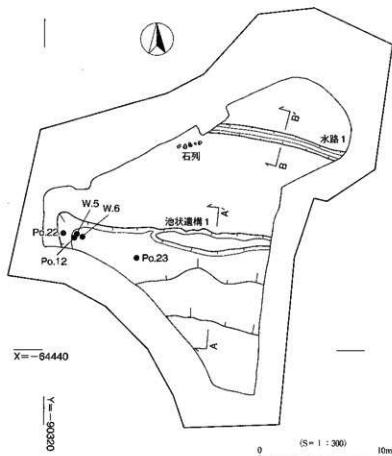 水路1
B'
B
石列
A'
池状遺構1
W.5
W.6
Po.22
Po.12
Po.23
A
X=-64440
Y=-90320
(S=1:300)
0 10m